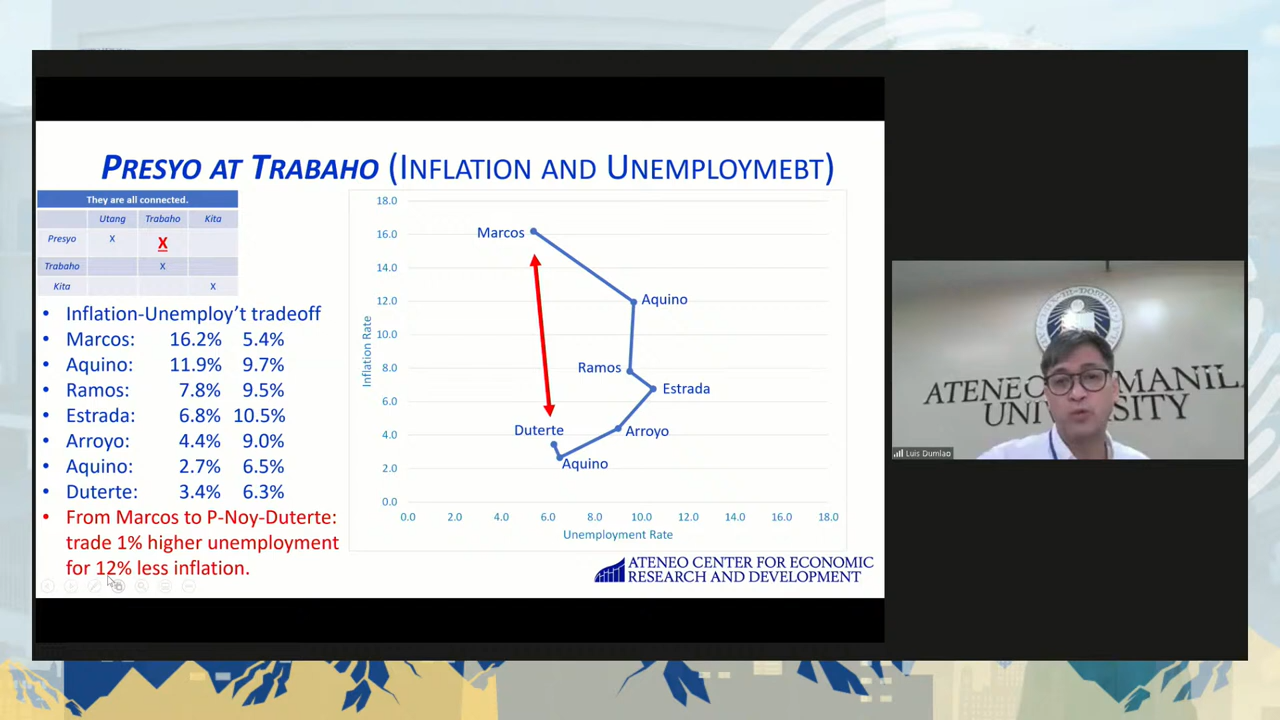 PRESYO AT TRABAHO (INFLATION AND UNEMPLOYMEBT)
They are all connected.
Utang Trabaho Kita
Presyo X X
Trabaho X
Kita X
• Inflation-Unemploy't tradeoff
• Marcos: 16.2% 5.4%
• Aquino: 11.9% 9.7%
• Ramos: 7.8% 9.5%
• Estrada: 6.8% 10.5%
• Arroyo: 4.4% 9.0%
• Aquino: 2.7% 6.5%
• Duterte: 3.4% 6.3%
• From Marcos to P-Noy-Duterte:
trade 1% higher unemployment
for 12% less inflation.
Inflation Rate
18.0
16.0
14.0
12.0
10.0
8.0
6.0
4.0
2.0
0.0
Marcos
Aquino
Ramos
Estrada
Duterte
Arroyo
Aquino
0.0 2.0 4.0 6.0 8.0 10.0 12.0 14.0 16.0 18.0
Unemployment Rate
ATENEO CENTER FOR ECONOMIC
RESEARCH AND DEVELOPMENT
ATENEO MANILA
UNIVERSITY
Luis Dumlao